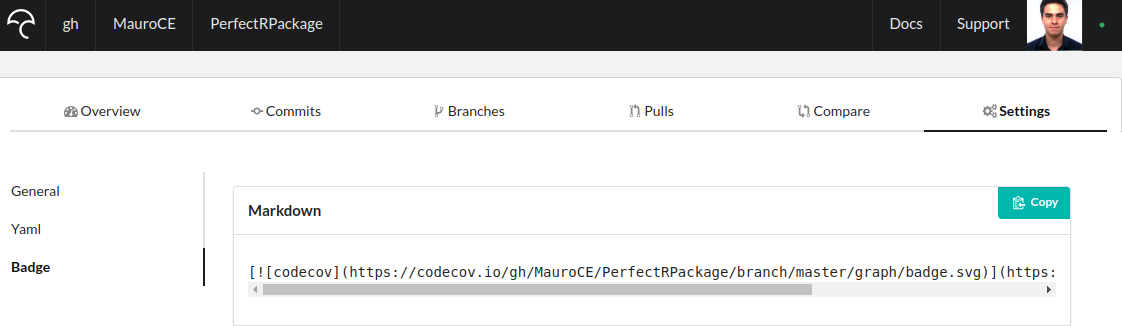 gh MauroCE PerfectRPackage Docs Support
Overview Commits Branches Pulls Compare Settings
General
Yaml
Badge
Markdown Copy
[![codecov](https://codecov.io/gh/MauroCE/PerfectRPackage/branch/master/graph/badge.svg)](https: